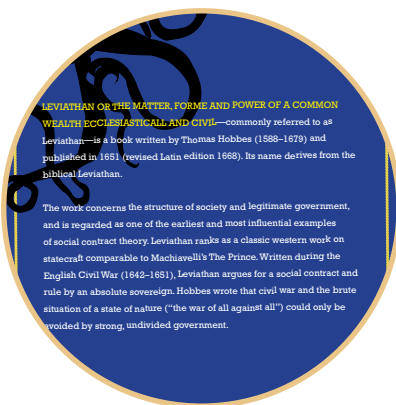 LEVIATHAN OR THE MATTER, FORME AND POWER OF A COMMON
WEALTH ECCLESIASTICALL AND CIVIL—commonly referred to as
Leviathan—is a book written by Thomas Hobbes (1588–1679) and
published in 1651 (revised Latin edition 1668). Its name derives from the
biblical Leviathan.
The work concerns the structure of society and legitimate government,
and is regarded as one of the earliest and most influential examples
of social contract theory. Leviathan ranks as a classic western work on
statecraft comparable to Machiavelli's The Prince. Written during the
English Civil War (1642–1651), Leviathan argues for a social contract and
rule by an absolute sovereign. Hobbes wrote that civil war and the brute
situation of a state of nature ("the war of all against all") could only be
avoided by strong, undivided government.